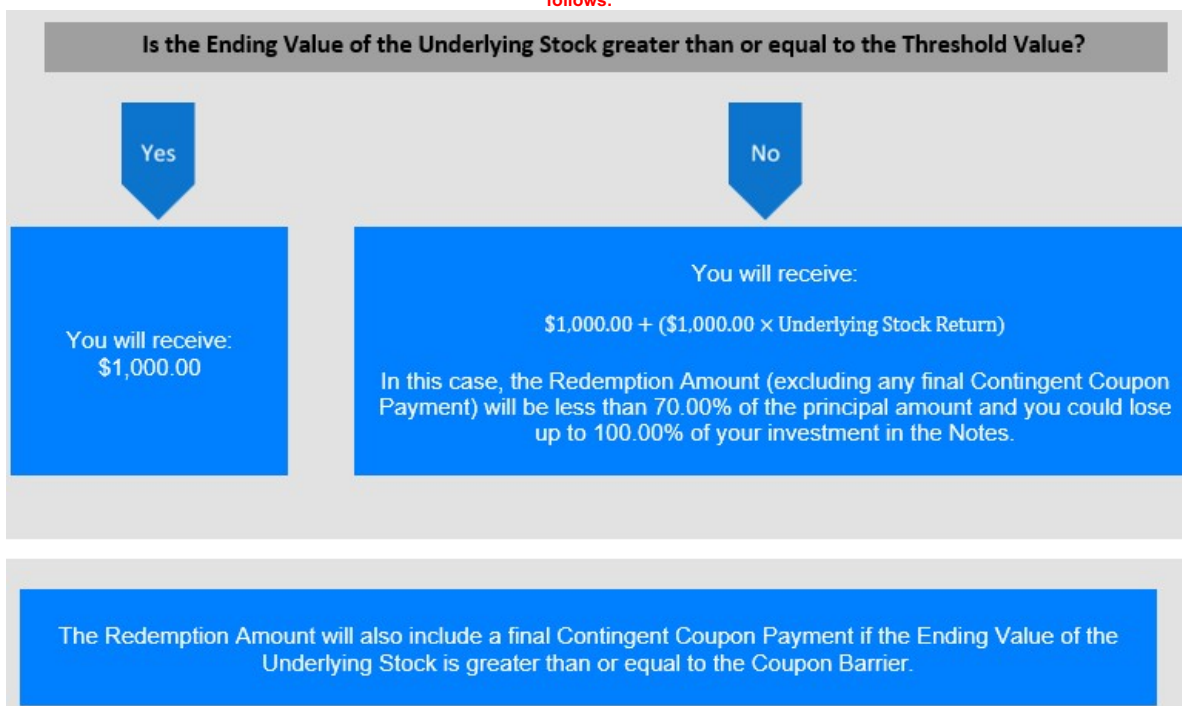 follows:
Is the Ending Value of the Underlying Stock greater than or equal to the Threshold Value?
Yes
No
You will receive:
$1,000.00
You will receive:
$1,000.00 + ($1,000.00 × Underlying Stock Return)
In this case, the Redemption Amount (excluding any final Contingent Coupon
Payment) will be less than 70.00% of the principal amount and you could lose
up to 100.00% of your investment in the Notes.
The Redemption Amount will also include a final Contingent Coupon Payment if the Ending Value of the
Underlying Stock is greater than or equal to the Coupon Barrier.